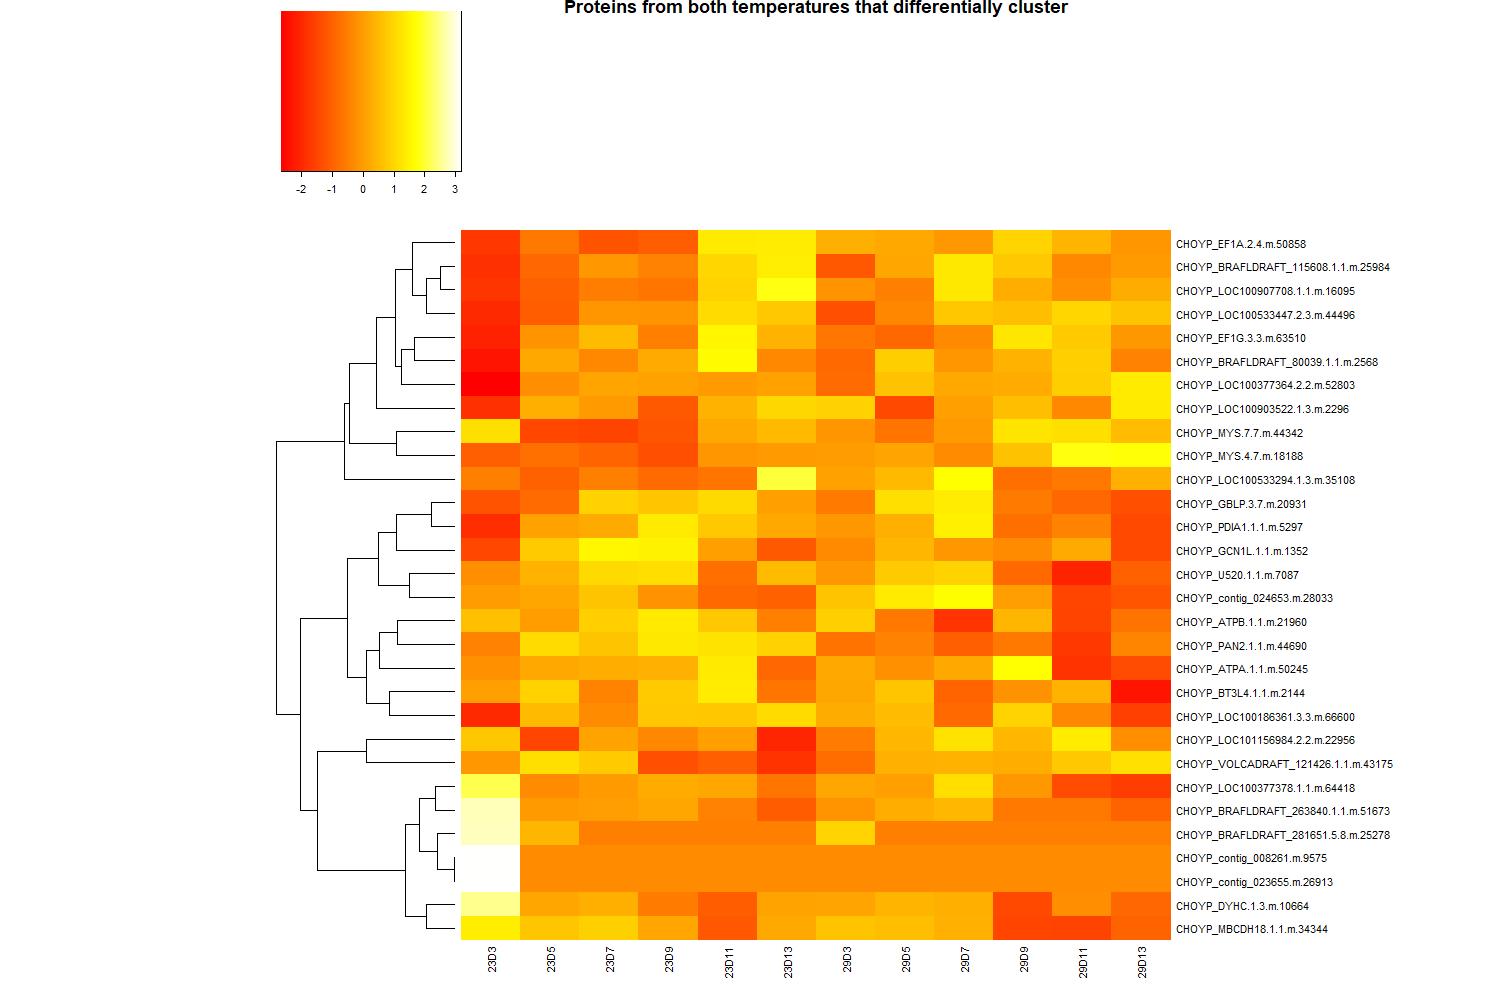 Proteins from both temperatures that differentially cluster
-2 -1 0 1 2 3
CHOYP_EF1A.2.4.m.50858
CHOYP_BRAFLDRAFT_115608.1.1.m.25984
CHOYP_LOC100907708.1.1.m.16095
CHOYP_LOC100533447.2.3.m.44496
CHOYP_EF1G.3.3.m.63510
CHOYP_BRAFLDRAFT_80039.1.1.m.2568
CHOYP_LOC100377364.2.2.m.52803
CHOYP_LOC100903522.1.3.m.2296
CHOYP_MYS.7.7.m.44342
CHOYP_MYS.4.7.m.18188
CHOYP_LOC100533294.1.3.m.35108
CHOYP_GBLP.3.7.m.20931
CHOYP_PDIA1.1.1.m.5297
CHOYP_GCN1L.1.1.m.1352
CHOYP_U520.1.1.m.7087
CHOYP_contig_024653.m.28033
CHOYP_ATPB.1.1.m.21960
CHOYP_PAN2.1.1.m.44690
CHOYP_ATPA.1.1.m.50245
CHOYP_BT3L4.1.1.m.2144
CHOYP_LOC100186361.3.3.m.66600
CHOYP_LOC101156984.2.2.m.22956
CHOYP_VOLCADRAFT_121426.1.1.m.43175
CHOYP_LOC100377378.1.1.m.64418
CHOYP_BRAFLDRAFT_263840.1.1.m.51673
CHOYP_BRAFLDRAFT_281651.5.8.m.25278
CHOYP_contig_008261.m.9575
CHOYP_contig_023655.m.26913
CHOYP_DYHC.1.3.m.10664
CHOYP_MBCDH18.1.1.m.34344
23D3 23D5 23D7 23D9 23D11 23D13 29D3 29D5 29D7 29D9 29D11 29D13